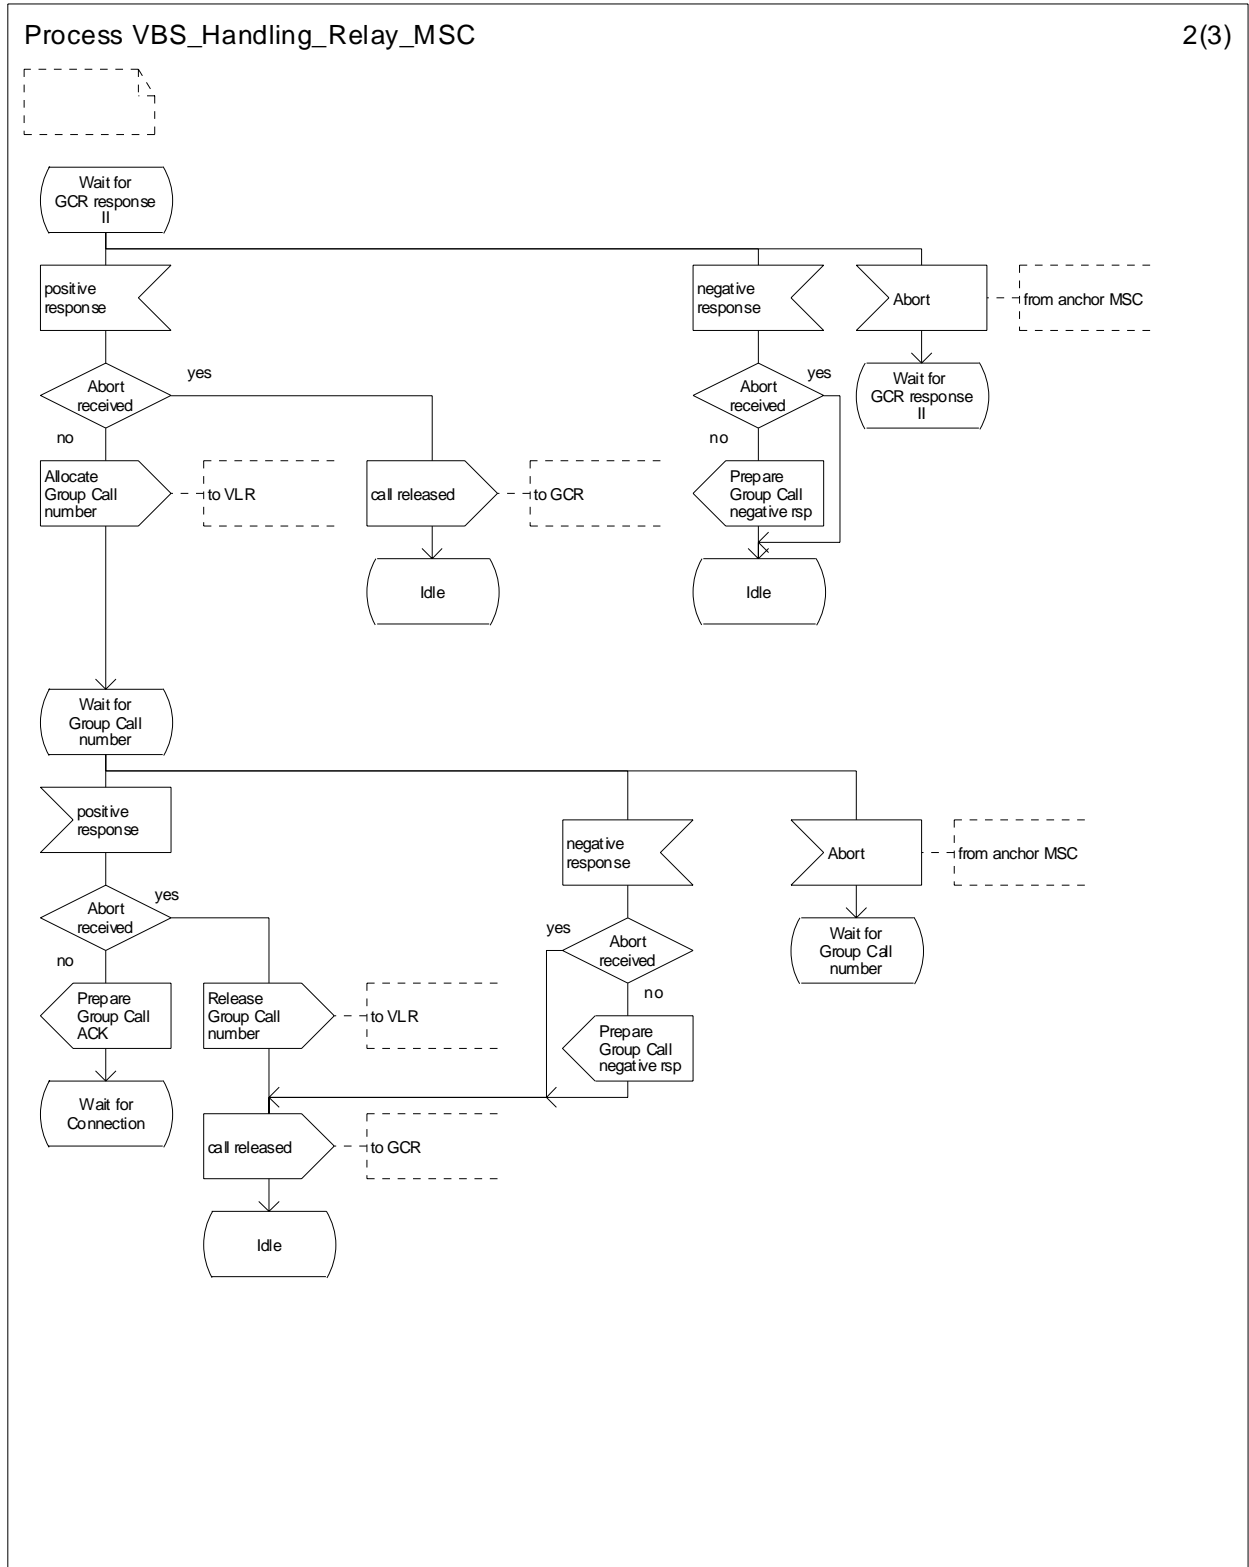 Process VBS_Handling_Relay_MSC
2(3)
Wait for
GCR response
II
positive
response
negative
response
Abort
from anchor MSC
Abort
received
yes
no
Abort
received
yes
no
Wait for
GCR response
II
Allocate
Group Call
number
to VLR
call released
to GCR
Prepare
Group Call
negative rsp
Idle
Idle
Wait for
Group Call
number
positive
response
negative
response
Abort
from anchor MSC
Abort
received
yes
no
yes
Abort
received
no
Wait for
Group Call
number
Prepare
Group Call
ACK
Release
Group Call
number
to VLR
Prepare
Group Call
negative rsp
Wait for
Connection
call released
to GCR
Idle